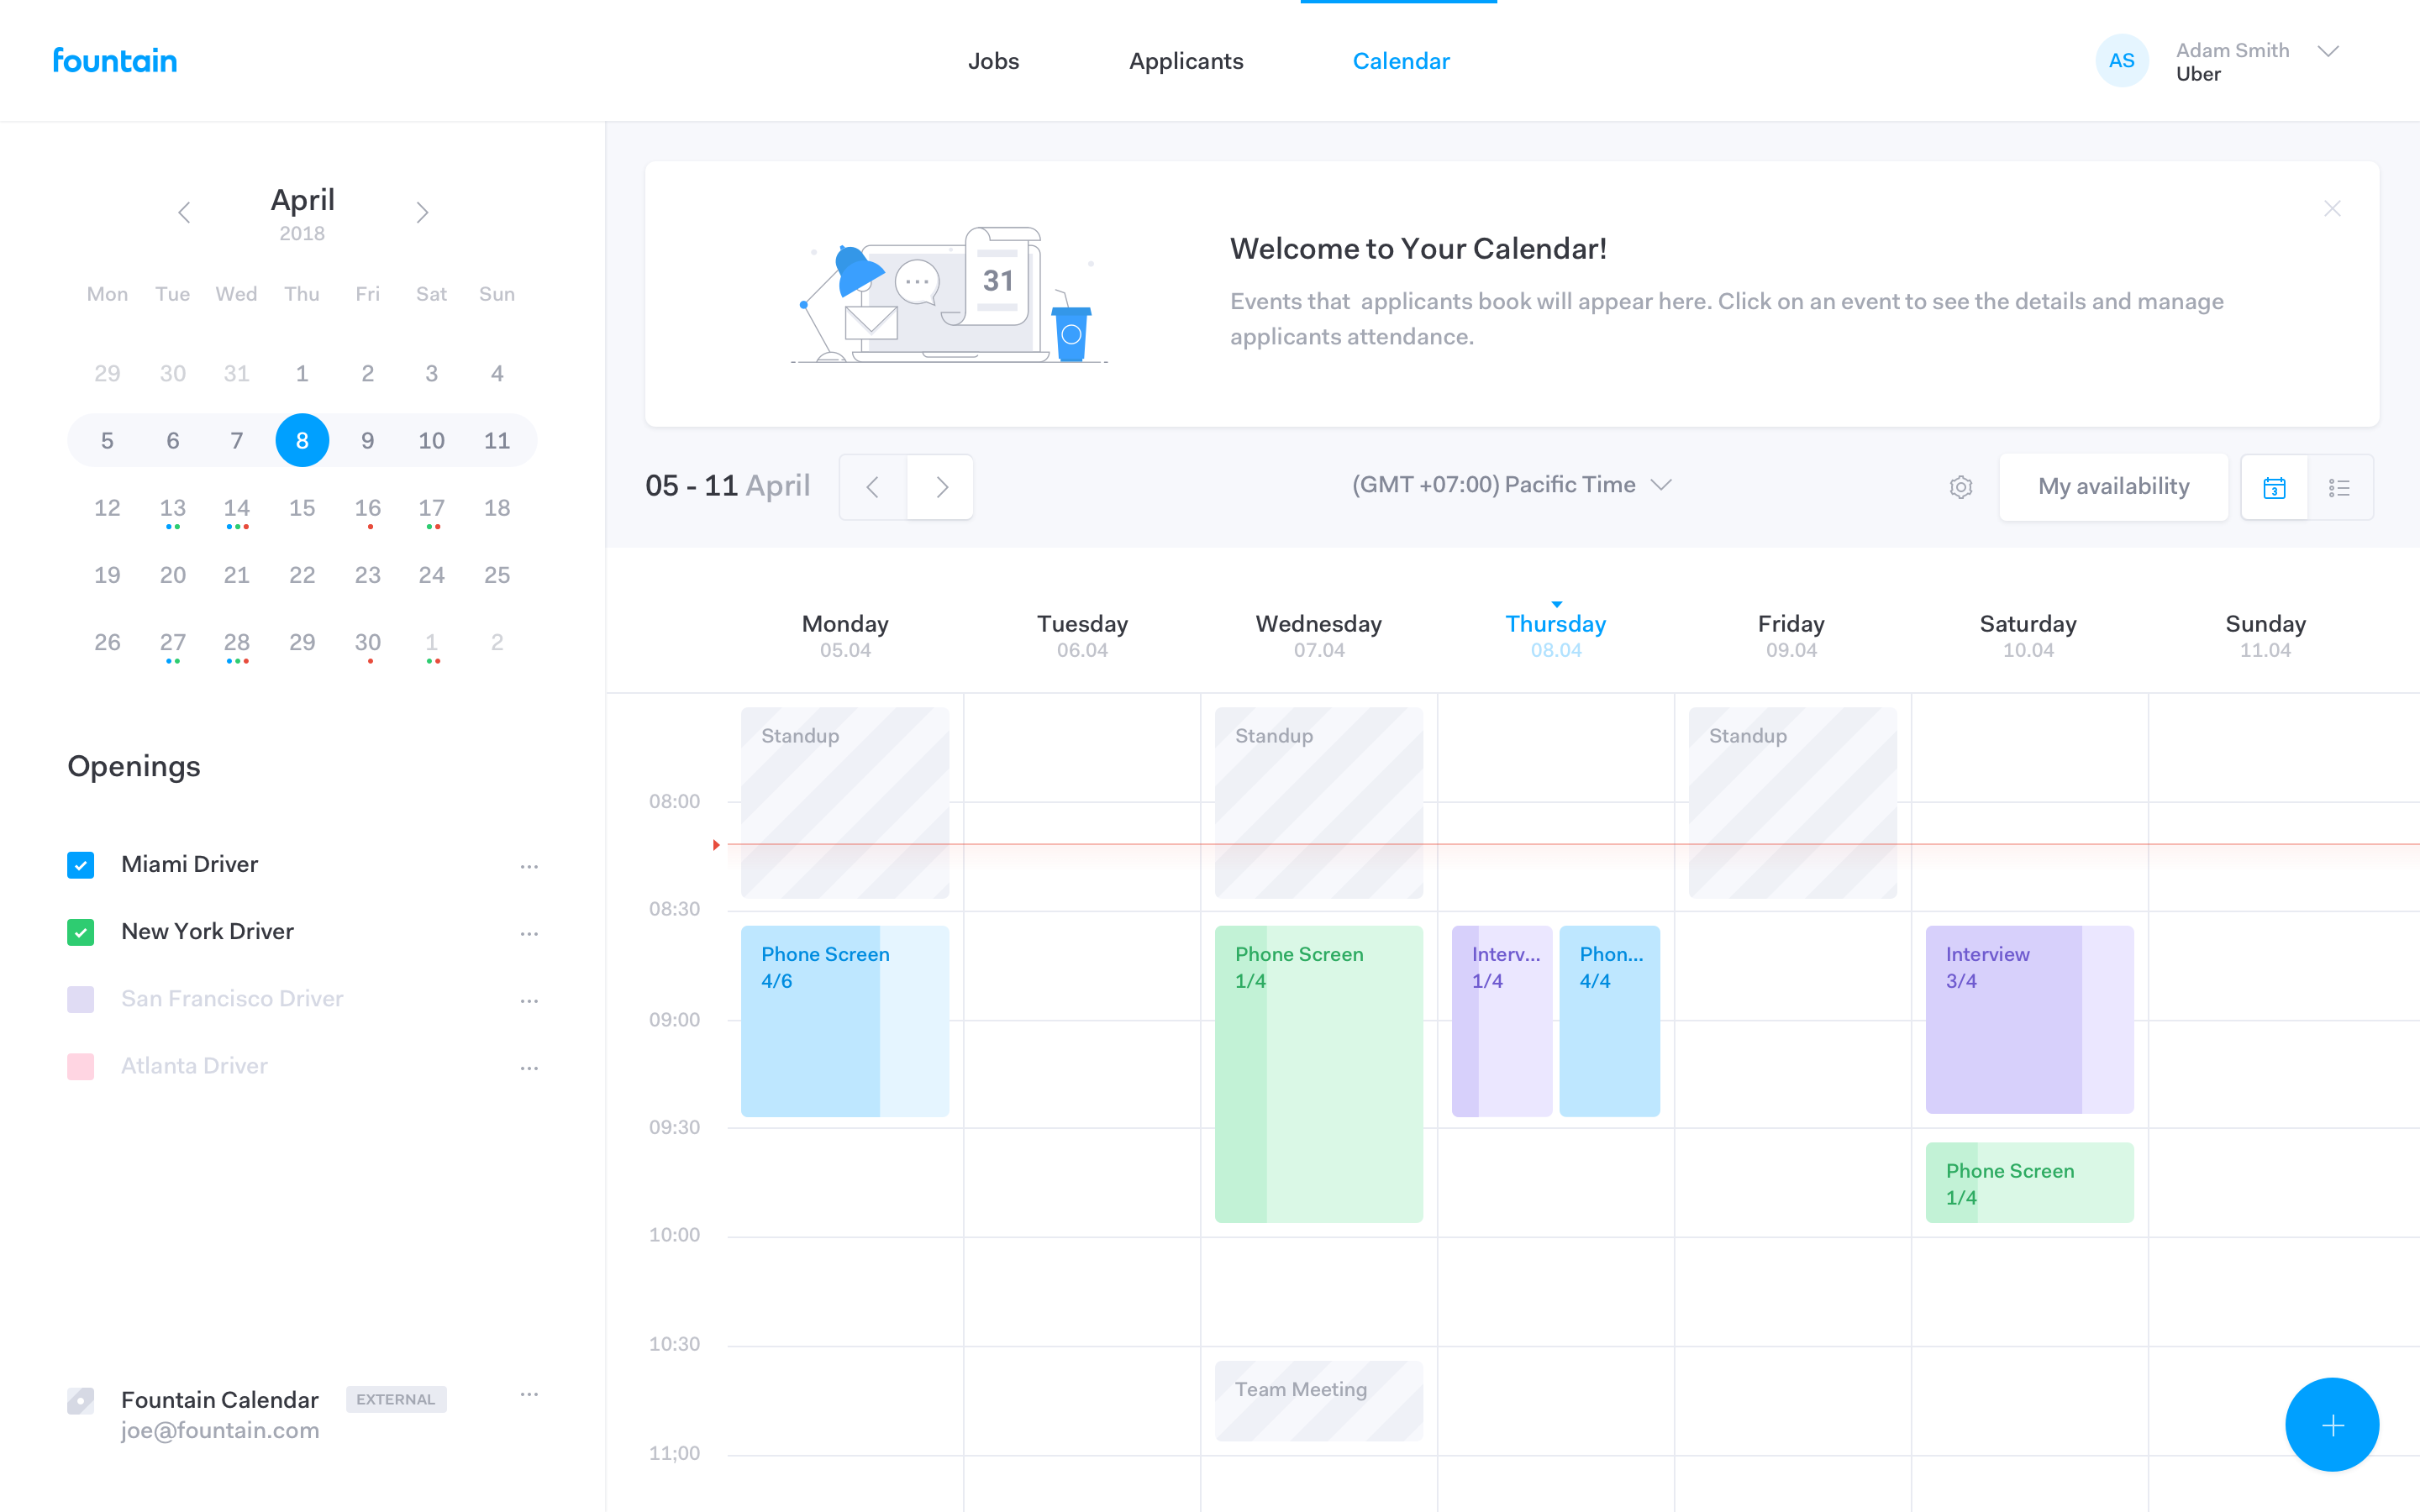 fountain
Jobs Applicants Calendar
AS
Adam Smith
Uber
April
2018
Mon Tue Wed Thu Fri Sat Sun
29 30 31 1 2 3 4
5 6 7 8 9 10 11
12 13 14 15 16 17 18
19 20 21 22 23 24 25
26 27 28 29 30 1 2
Openings
Miami Driver
New York Driver
San Francisco Driver
Atlanta Driver
Fountain Calendar EXTERNAL
joe@fountain.com
31
Welcome to Your Calendar!
Events that applicants book will appear here. Click on an event to see the details and manage
applicants attendance.
05 - 11 April
(GMT +07:00) Pacific Time
My availability
3
Monday Tuesday Wednesday Thursday Friday Saturday Sunday
05.04 06.04 07.04 08.04 09.04 10.04 11.04
Standup Standup Standup
08:00
08:30
Phone Screen Phone Screen Interv... Phon... Interview
4/6 1/4 1/4 4/4 3/4
09:00
09:30
Phone Screen
1/4
10:00
10:30
Team Meeting
11;00